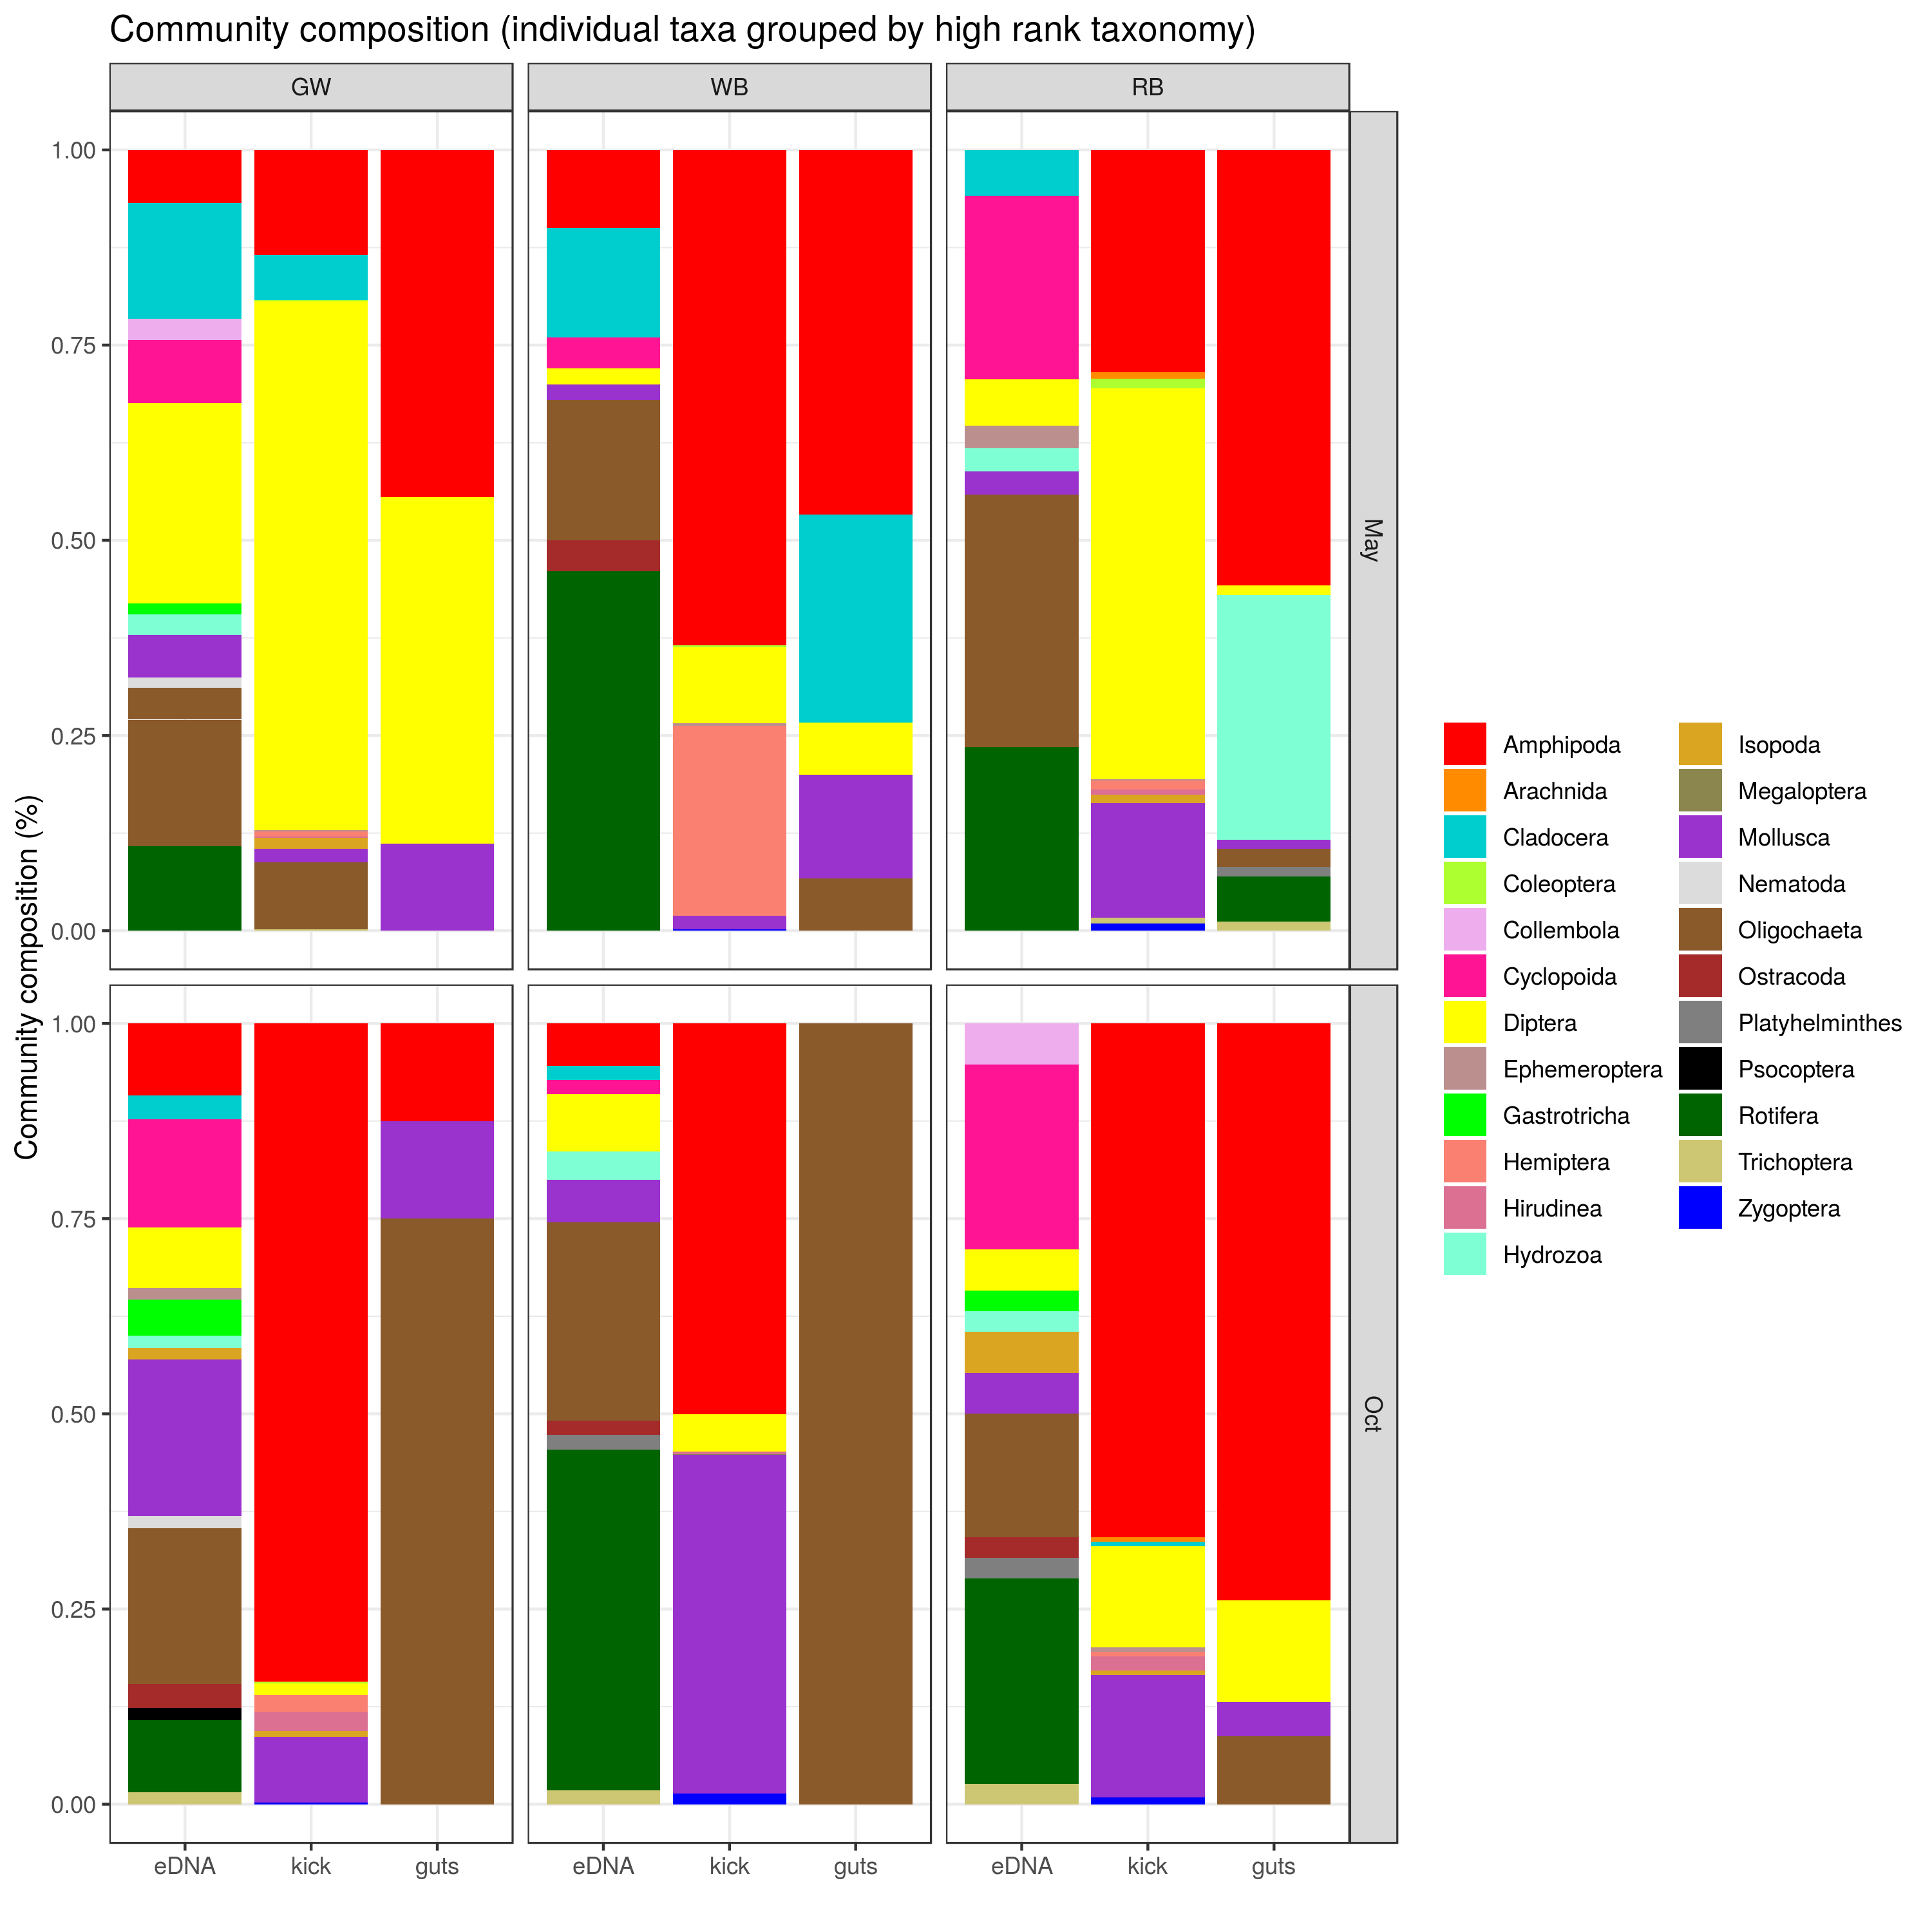 Community composition (individual taxa grouped by high rank taxonomy)
GW
WB
RB
1.00
0.75
0.50
0.25
0.00
May
1.00
0.75
0.50
0.25
0.00
Oct
Community composition (%)
eDNA
kick
guts
eDNA
kick
guts
eDNA
kick
guts
Amphipoda
Arachnida
Cladocera
Coleoptera
Collembola
Cyclopoida
Diptera
Ephemeroptera
Gastrotricha
Hemiptera
Hirudinea
Hydrozoa
Isopoda
Megaloptera
Mollusca
Nematoda
Oligochaeta
Ostracoda
Platyhelminthes
Psocoptera
Rotifera
Trichoptera
Zygoptera